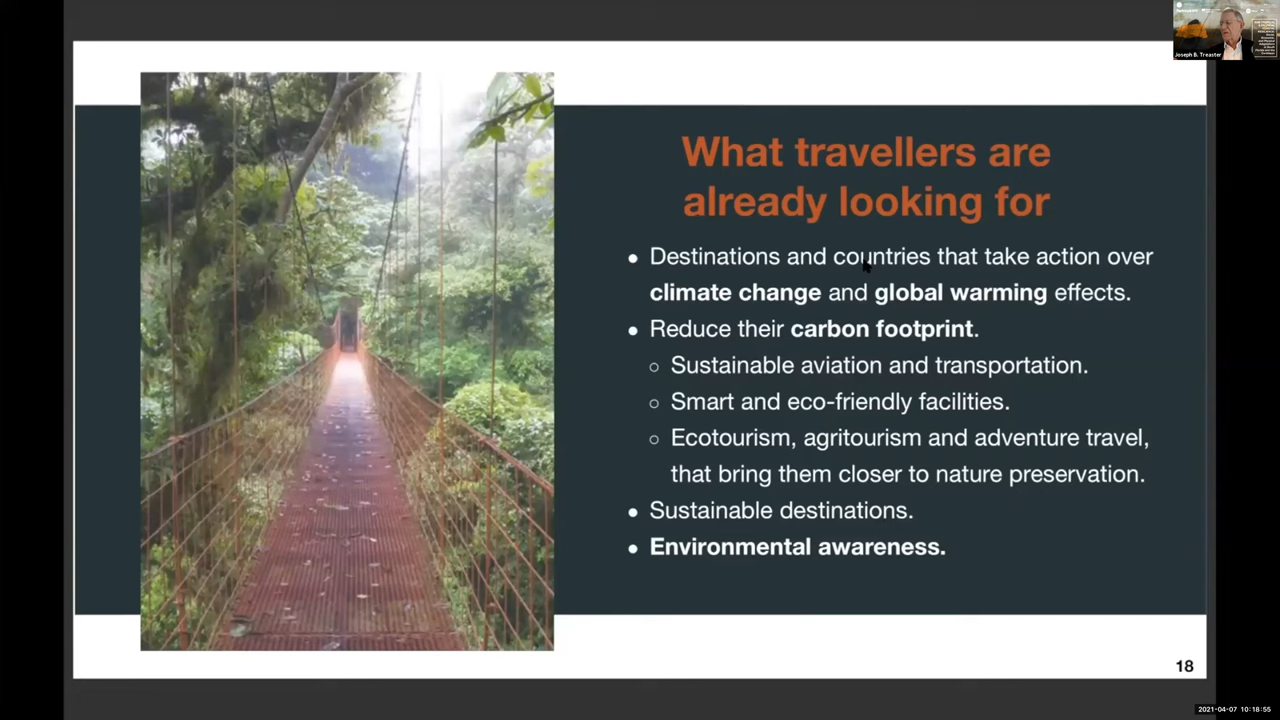 What travellers are
already looking for
Destinations and countries that take action over
climate change and global warming effects.
Reduce their carbon footprint.
Sustainable aviation and transportation.
Smart and eco-friendly facilities.
Ecotourism, agritourism and adventure travel,
that bring them closer to nature preservation.
Sustainable destinations.
Environmental awareness.
18
Joseph B. Treaster
2021-04-07 10:18:55